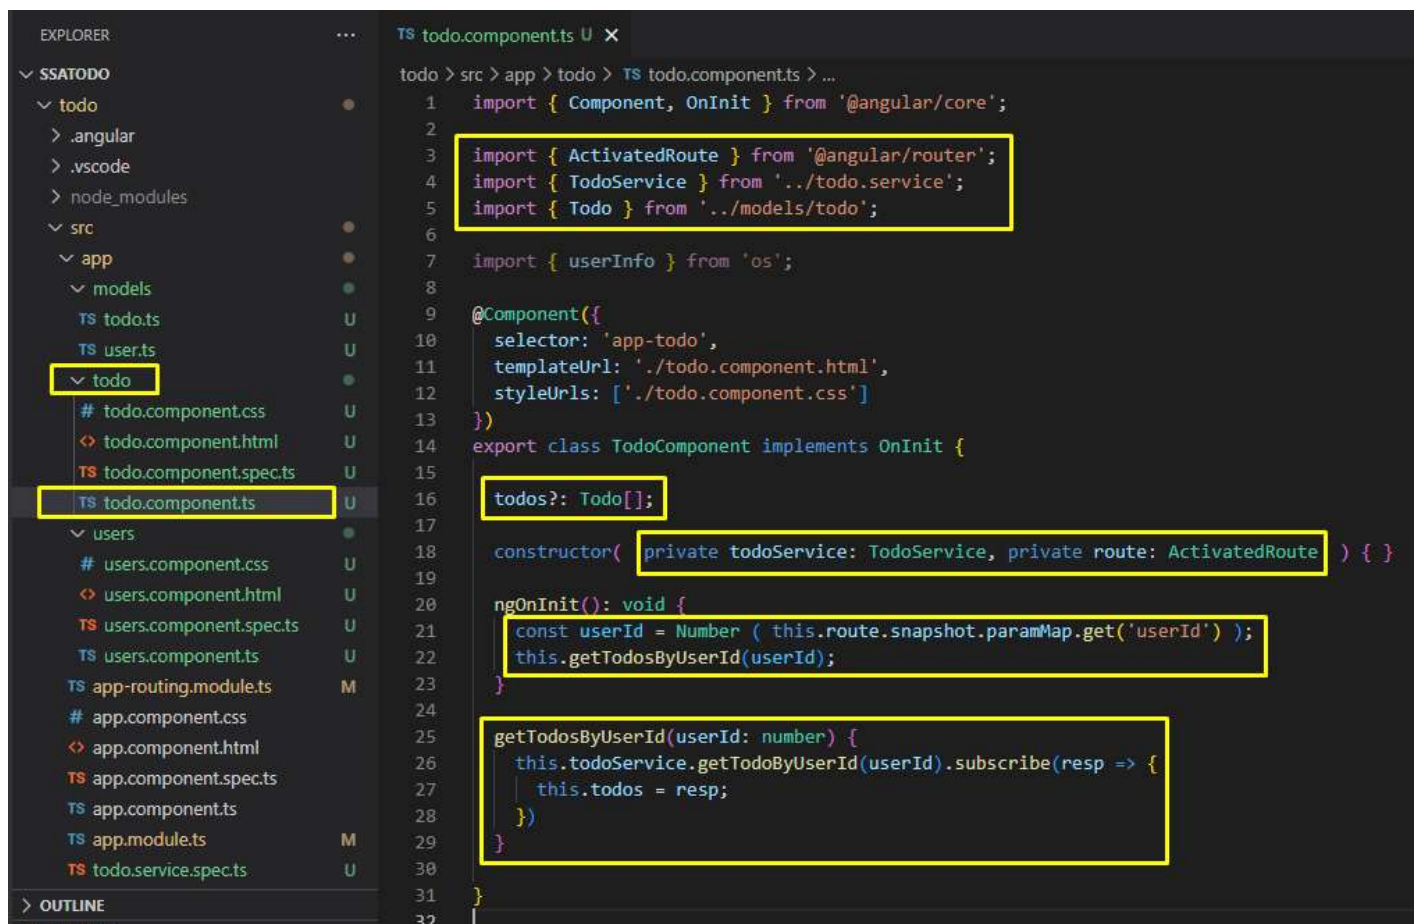 EXPLORER ...
SSATODO
todo
.angular
.vscode
node_modules
src
app
models
TS todo.ts U
TS user.ts U
todo
# todo.component.css U
<> todo.component.html U
TS todo.component.spec.ts U
TS todo.component.ts U
users
# users.component.css U
<> users.component.html U
TS users.component.spec.ts U
TS users.component.ts U
TS app-routing.module.ts M
# app.component.css
<> app.component.html
TS app.component.spec.ts
TS app.component.ts
TS app.module.ts M
TS todo.service.spec.ts U
OUTLINE
TS todo.component.ts U ×
todo > src > app > todo > TS todo.component.ts > ...
1 import { Component, OnInit } from '@angular/core';
2
3 import { ActivatedRoute } from '@angular/router';
4 import { TodoService } from '../todo.service';
5 import { Todo } from '../models/todo';
6
7 import { userInfo } from 'os';
8
9 @Component({
10 selector: 'app-todo',
11 templateUrl: './todo.component.html',
12 styleUrls: ['./todo.component.css']
13 })
14 export class TodoComponent implements OnInit {
15
16 todos?: Todo[];
17
18 constructor( private todoService: TodoService, private route: ActivatedRoute ) { }
19
20 ngOnInit(): void {
21 const userId = Number ( this.route.snapshot.paramMap.get('userId') );
22 this.getTodosByUserId(userId);
23 }
24
25 getTodosByUserId(userId: number) {
26 this.todoService.getTodoByUserId(userId).subscribe(resp => {
27 this.todos = resp;
28 })
29 }
30
31 }
32